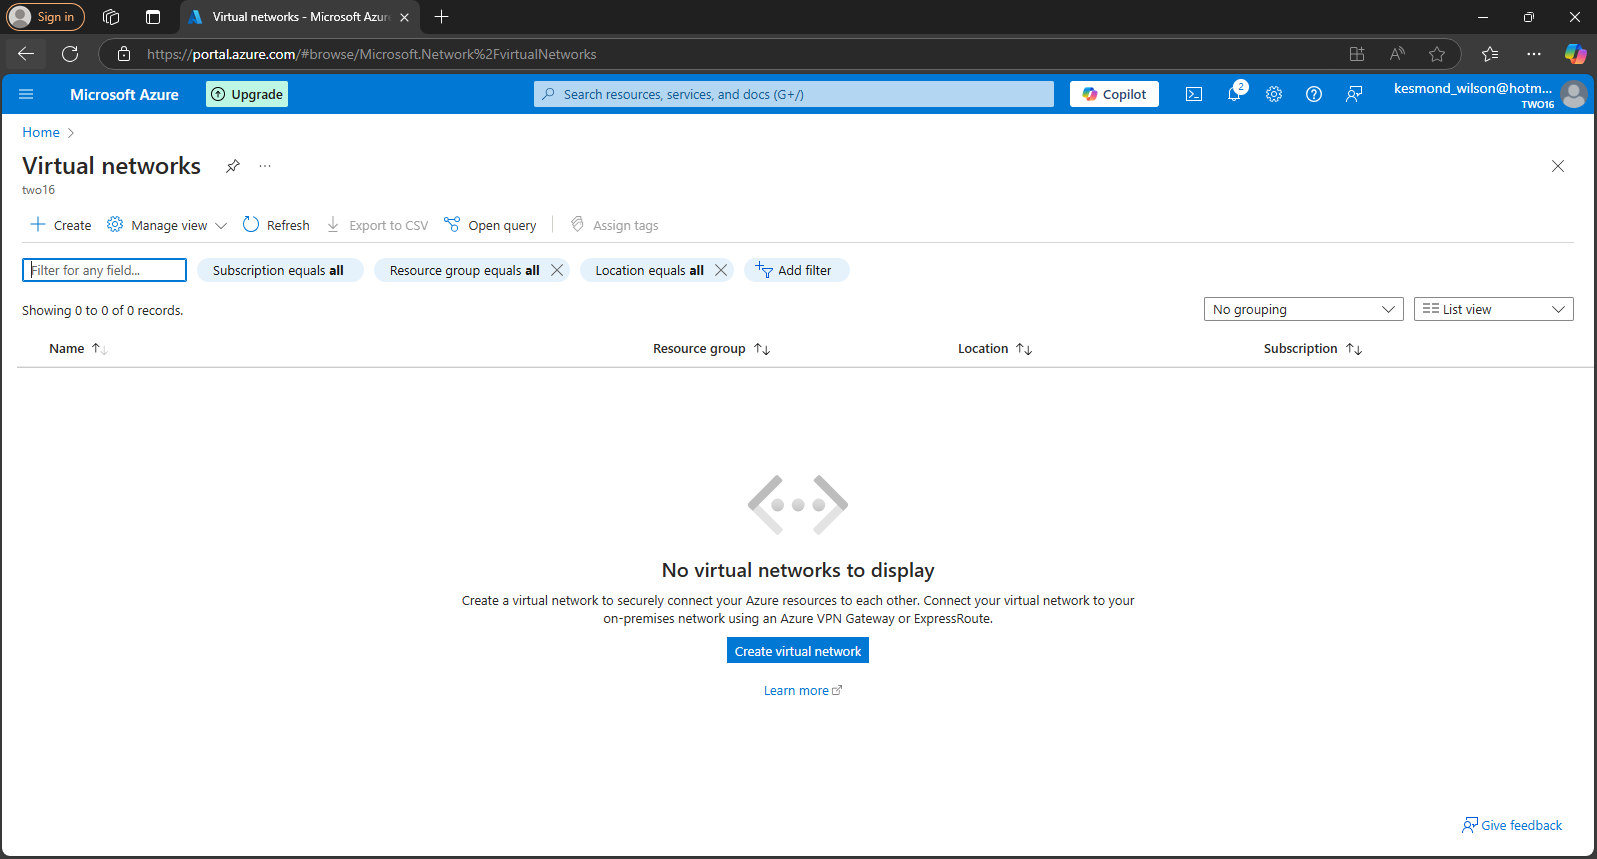 Sign in
Virtual networks - Microsoft Azur
https://portal.azure.com/#browse/Microsoft.Network%2FvirtualNetworks
Microsoft Azure
Upgrade
Search resources, services, and docs (G+/)
Copilot
2
kesmond_wilson@hotm...
TWO16
Home
Virtual networks
two16
Create
Manage view
Refresh
Export to CSV
Open query
Assign tags
Filter for any field...
Subscription equals all
Resource group equals all
Location equals all
Add filter
Showing 0 to 0 of 0 records.
No grouping
List view
Name
Resource group
Location
Subscription
No virtual networks to display
Create a virtual network to securely connect your Azure resources to each other. Connect your virtual network to your
on-premises network using an Azure VPN Gateway or ExpressRoute.
Create virtual network
Learn more
Give feedback